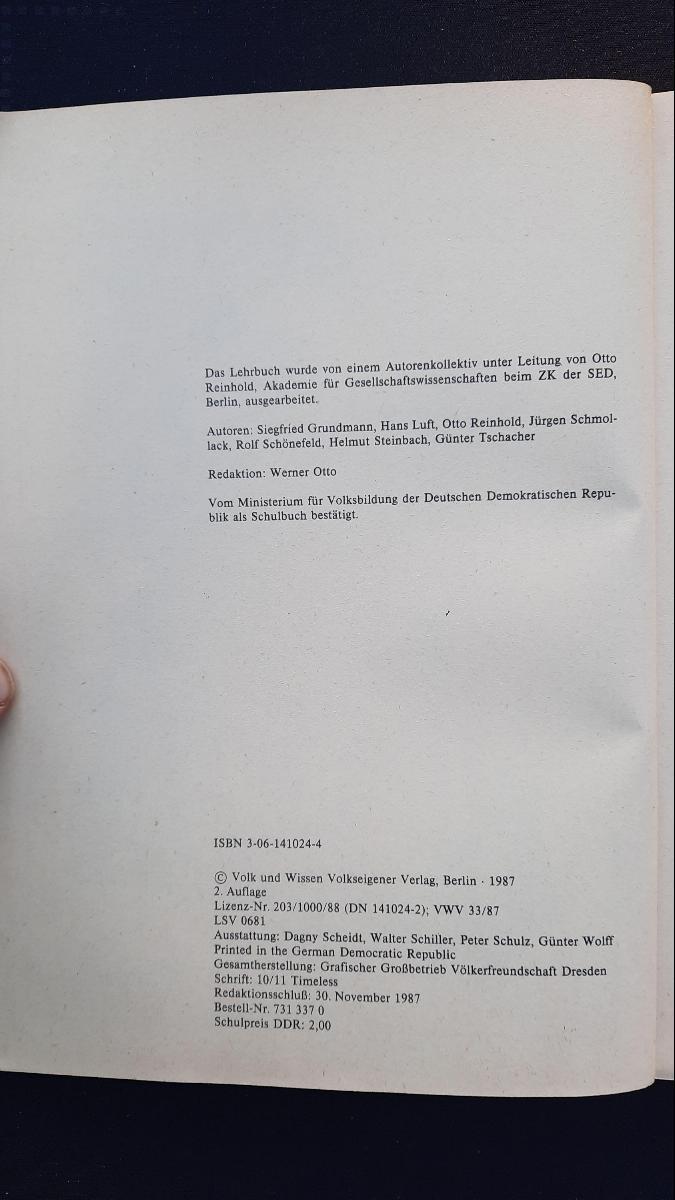 Das Lehrbuch wurde von einem Autorenkollektiv unter Leitung von Otto
Reinhold, Akademie für Gesellschaftswissenschaften beim ZK der SED,
Berlin, ausgearbeitet.
Autoren: Siegfried Grundmann, Hans Luft, Otto Reinhold, Jürgen Schmol-
lack, Rolf Schönefeld, Helmut Steinbach, Günter Tschacher
Redaktion: Werner Otto
Vom Ministerium für Volksbildung der Deutschen Demokratischen Repu-
blik als Schulbuch bestätigt.
ISBN 3-06-141024-4
© Volk und Wissen Volkseigener Verlag, Berlin · 1987
2. Auflage
Lizenz-Nr. 203/1000/88 (DN 141024-2); VWV 33/87
LSV 0681
Ausstattung: Dagny Scheidt, Walter Schiller, Peter Schulz, Günter Wolff
Printed in the German Democratic Republic
Gesamtherstellung: Grafischer Großbetrieb Völkerfreundschaft Dresden
Schrift: 10/11 Timeless
Redaktionsschluß: 30. November 1987
Bestell-Nr. 731 337 0
Schulpreis DDR: 2,00